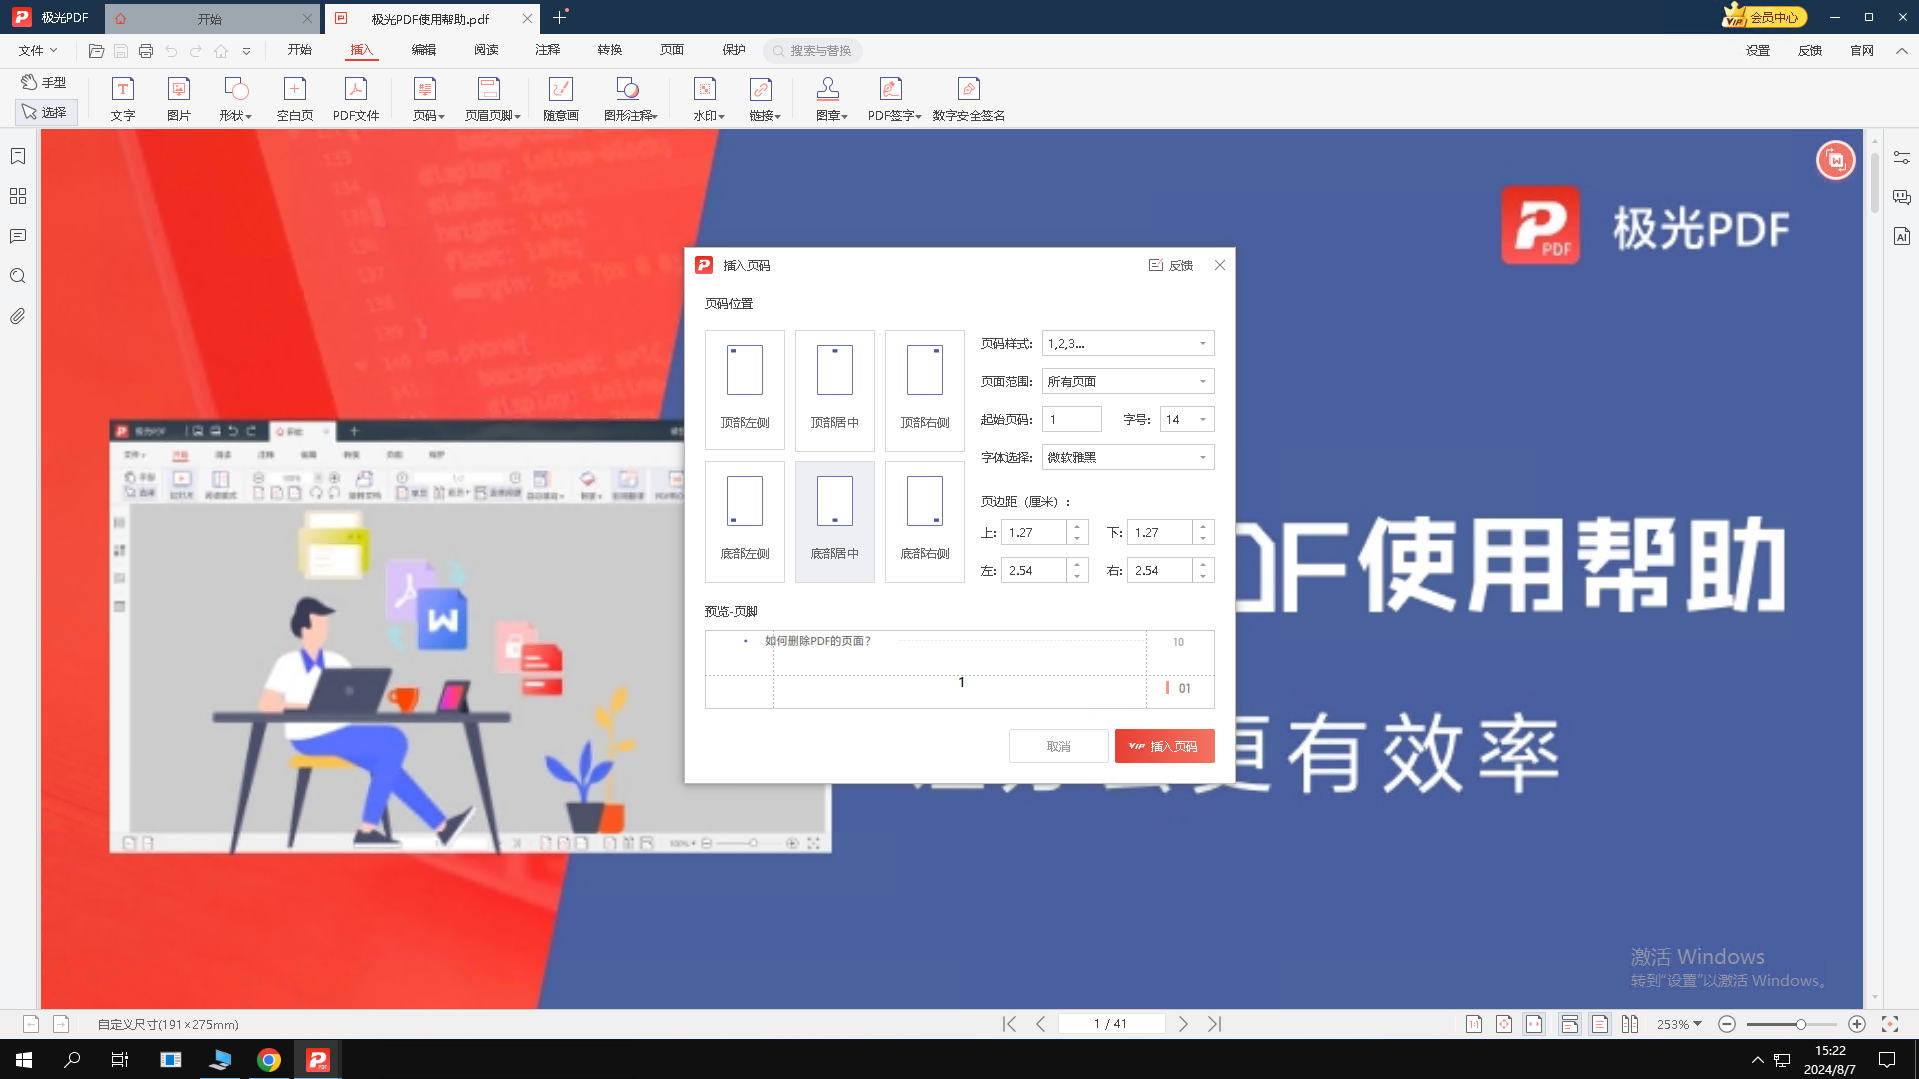 极光PDF
开始
极光PDF使用帮助.pdf
会员中心
文件
开始
插入
编辑
阅读
注释
转换
页面
保护
搜索与替换
设置
反馈
官网
手型
选择
文字
图片
形状
空白页
PDF文件
页码
页眉页脚
随意画
图形注释
水印
链接
图章
PDF签字
数字安全签名
极光PDF
插入页码
反馈
页码位置
顶部左侧
顶部居中
顶部右侧
底部左侧
底部居中
底部右侧
页码样式:
1,2,3...
页面范围:
所有页面
起始页码:
1
字号:
14
字体选择:
微软雅黑
页边距（厘米）:
上:
1.27
下:
1.27
左:
2.54
右:
2.54
预览-页脚
如何删除PDF的页面？
10
1
01
取消
VIP 插入页码
DF使用帮助
更有效率
激活 Windows
转到"设置"以激活 Windows。
自定义尺寸(191×275mm)
1 / 41
253%
15:22
2024/8/7